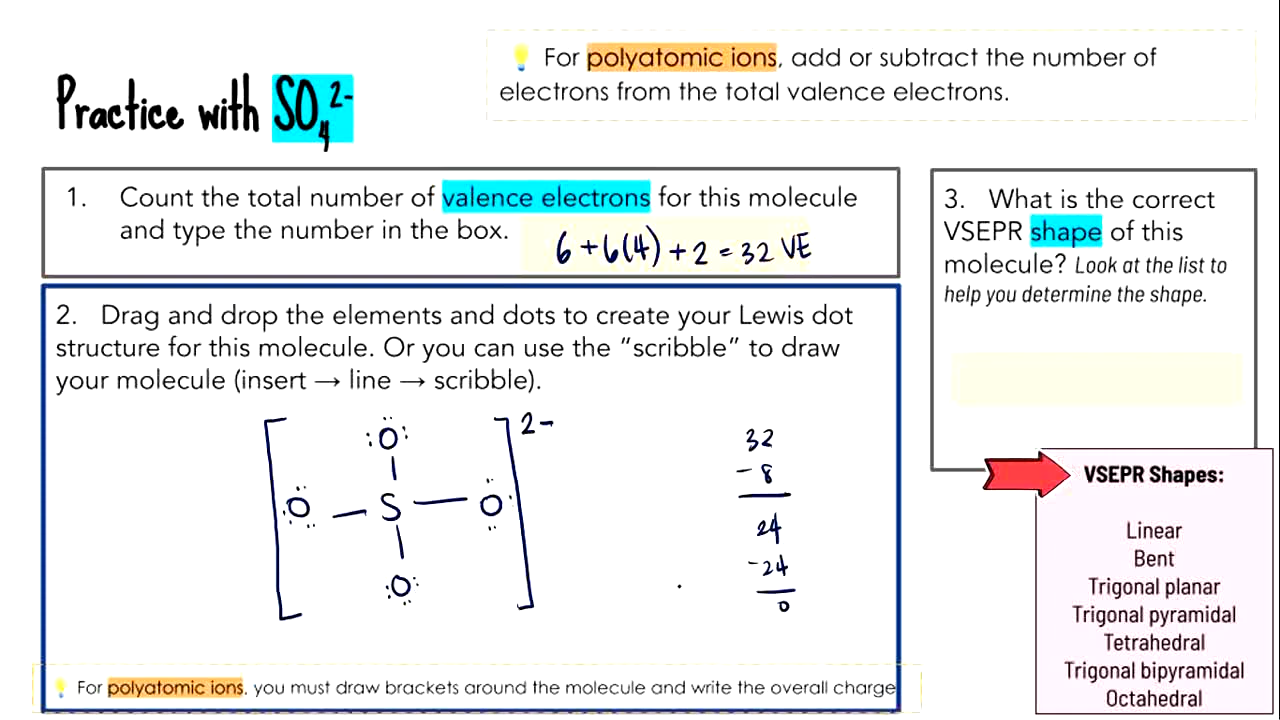 Practice with SO₄²⁻
💡 For polyatomic ions, add or subtract the number of
electrons from the total valence electrons.
1. Count the total number of valence electrons for this molecule
and type the number in the box.
6 + 6(4) + 2 = 32 VE
2. Drag and drop the elements and dots to create your Lewis dot
structure for this molecule. Or you can use the “scribble” to draw
your molecule (insert → line → scribble).
2-
O
O S O
O
32
- 8
24
- 24
0
💡 For polyatomic ions, you must draw brackets around the molecule and write the overall charge
3. What is the correct
VSEPR shape of this
molecule? Look at the list to
help you determine the shape.
VSEPR Shapes:
Linear
Bent
Trigonal planar
Trigonal pyramidal
Tetrahedral
Trigonal bipyramidal
Octahedral